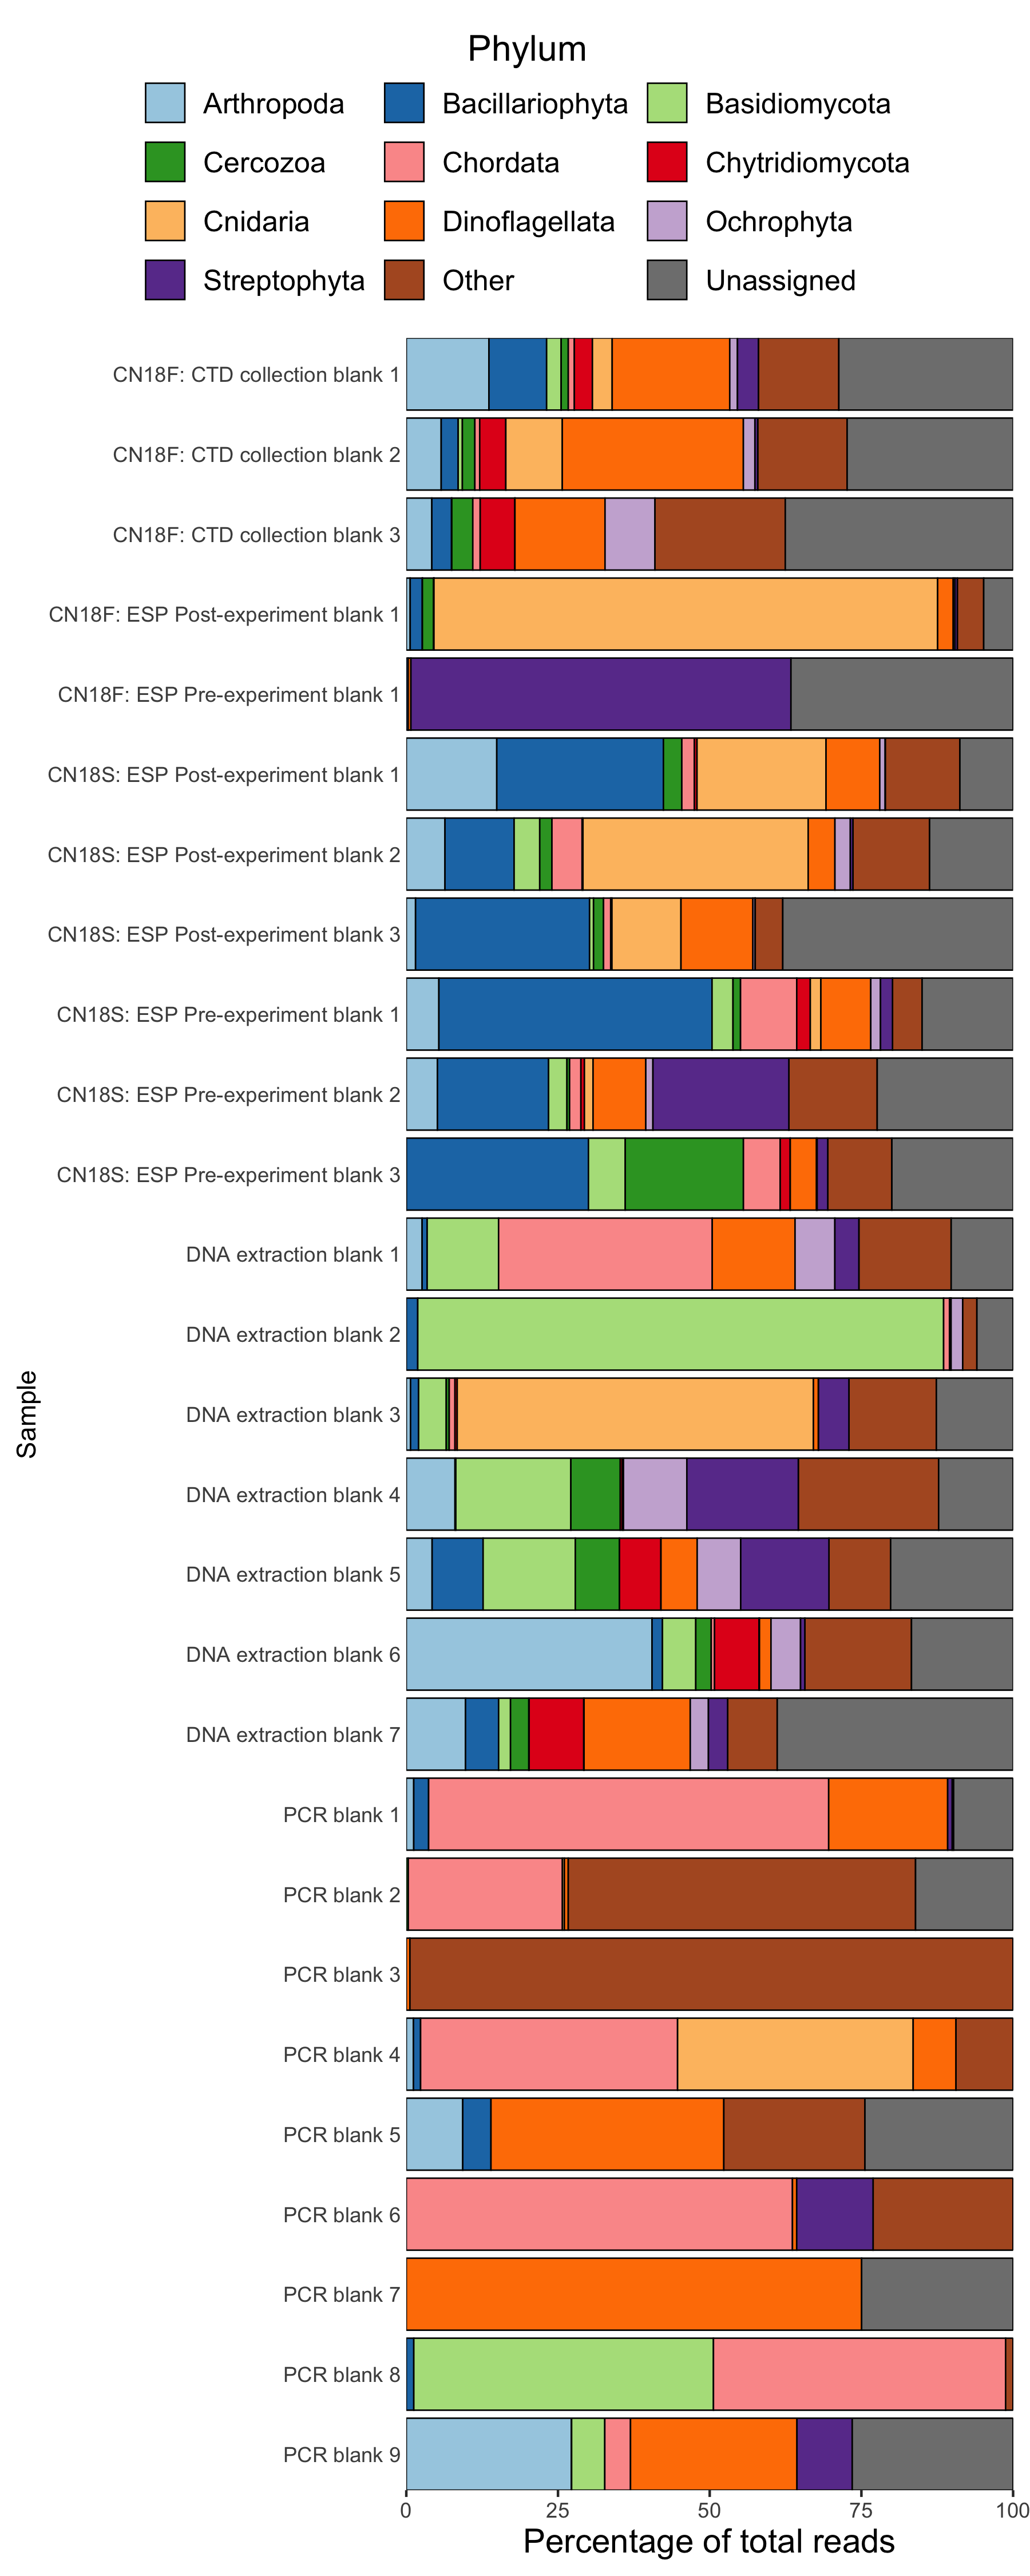 Phylum
Arthropoda Bacillariophyta Basidiomycota
Cercozoa Chordata Chytridiomycota
Cnidaria Dinoflagellata Ochrophyta
Streptophyta Other Unassigned
CN18F: CTD collection blank 1
CN18F: CTD collection blank 2
CN18F: CTD collection blank 3
CN18F: ESP Post-experiment blank 1
CN18F: ESP Pre-experiment blank 1
CN18S: ESP Post-experiment blank 1
CN18S: ESP Post-experiment blank 2
CN18S: ESP Post-experiment blank 3
CN18S: ESP Pre-experiment blank 1
CN18S: ESP Pre-experiment blank 2
CN18S: ESP Pre-experiment blank 3
DNA extraction blank 1
DNA extraction blank 2
DNA extraction blank 3
DNA extraction blank 4
DNA extraction blank 5
DNA extraction blank 6
DNA extraction blank 7
PCR blank 1
PCR blank 2
PCR blank 3
PCR blank 4
PCR blank 5
PCR blank 6
PCR blank 7
PCR blank 8
PCR blank 9
Sample
0 25 50 75 100
Percentage of total reads